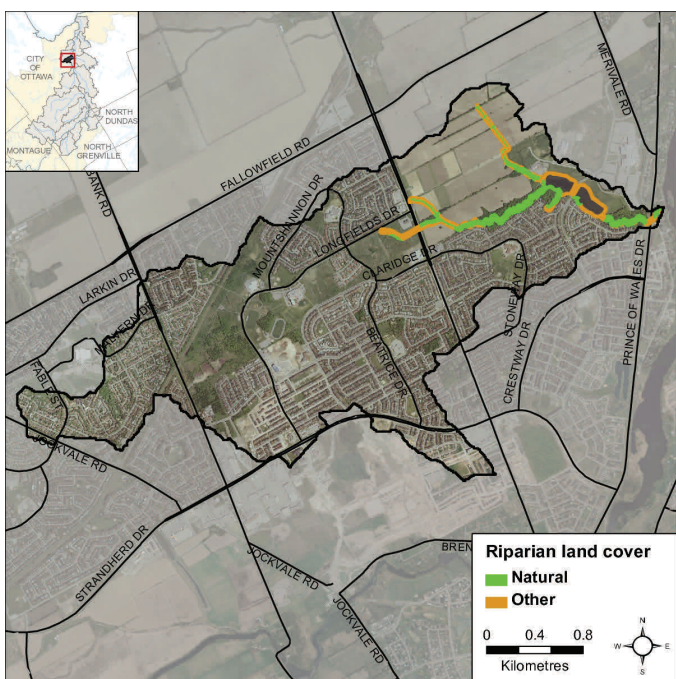 CITY
OF
OTTAWA
NORTH
DUNDAS
MONTAGUE
NORTH
GRENVILLE
MERIVALE RD
FALLOWFIELD RD
BANK RD
MOUNTSHANNON DR
LONGFIELDS DR
CLARIDGE DR
LARKIN DR
STONEWAY DR
PRINCE OF WALES DR
BEATRICE DR
CRESTWAY DR
JOCKVALE RD
STRANDHERD DR
JOCKVALE RD
BREN
JOCKVALE RD
Riparian land cover
Natural
Other
0 0.4 0.8
Kilometres
N
W E
S